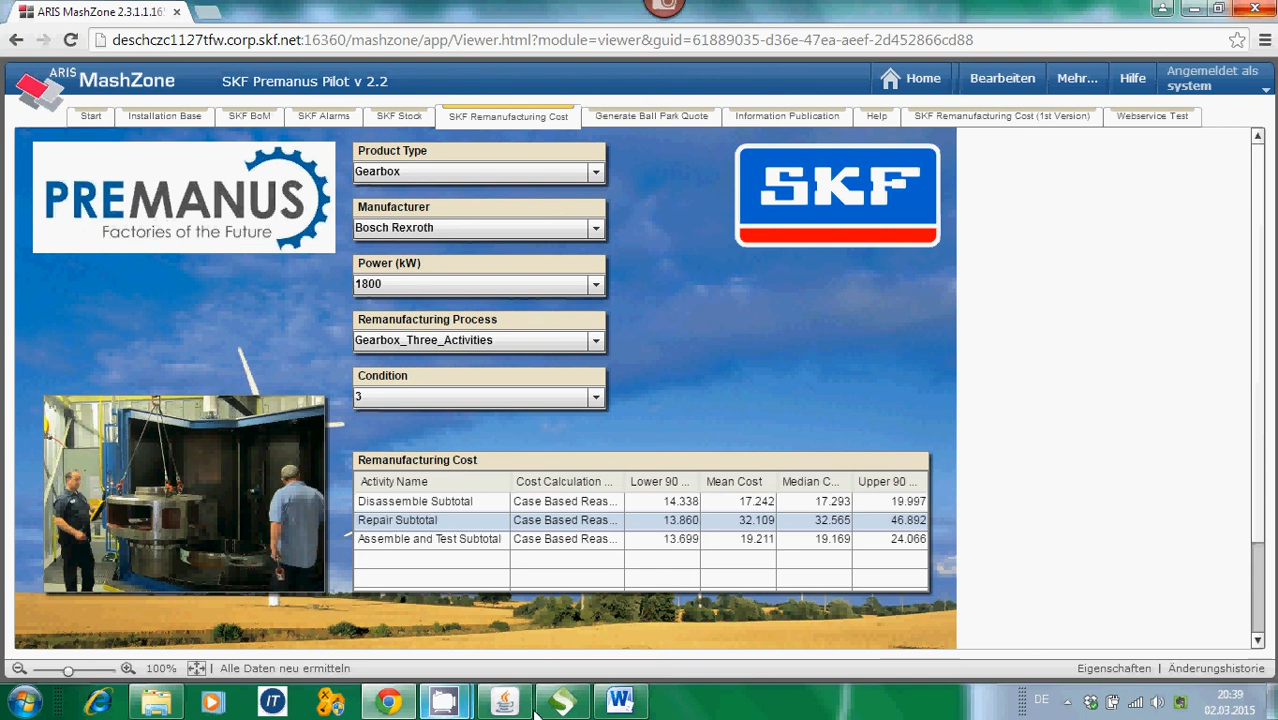 ARIS MashZone 2.3.1.1.16
deschczc1127tfw.corp.skf.net:16360/mashzone/app/Viewer.html?module=viewer&guid=61889035-d36e-47ea-aeef-2d452866cd88
ARIS MashZone
SKF Premanus Pilot v 2.2
Home Bearbeiten Mehr... Hilfe Angemeldet als system
Start Installation Base SKF BoM SKF Alarms SKF Stock SKF Remanufacturing Cost Generate Ball Park Quote Information Publication Help SKF Remanufacturing Cost (1st Version) Webservice Test
PREMANUS
Factories of the Future
Product Type
Gearbox
Manufacturer
Bosch Rexroth
Power (kW)
1800
Remanufacturing Process
Gearbox_Three_Activities
Condition
3
SKF
Remanufacturing Cost
Activity Name Cost Calculation ... Lower 90 ... Mean Cost Median C... Upper 90 ...
Disassemble Subtotal Case Based Reas... 14.338 17.242 17.293 19.997
Repair Subtotal Case Based Reas... 13.860 32.109 32.565 46.892
Assemble and Test Subtotal Case Based Reas... 13.699 19.211 19.169 24.066
100% Alle Daten neu ermitteln Eigenschaften Änderungshistorie
IT
W
DE
20:39
02.03.2015